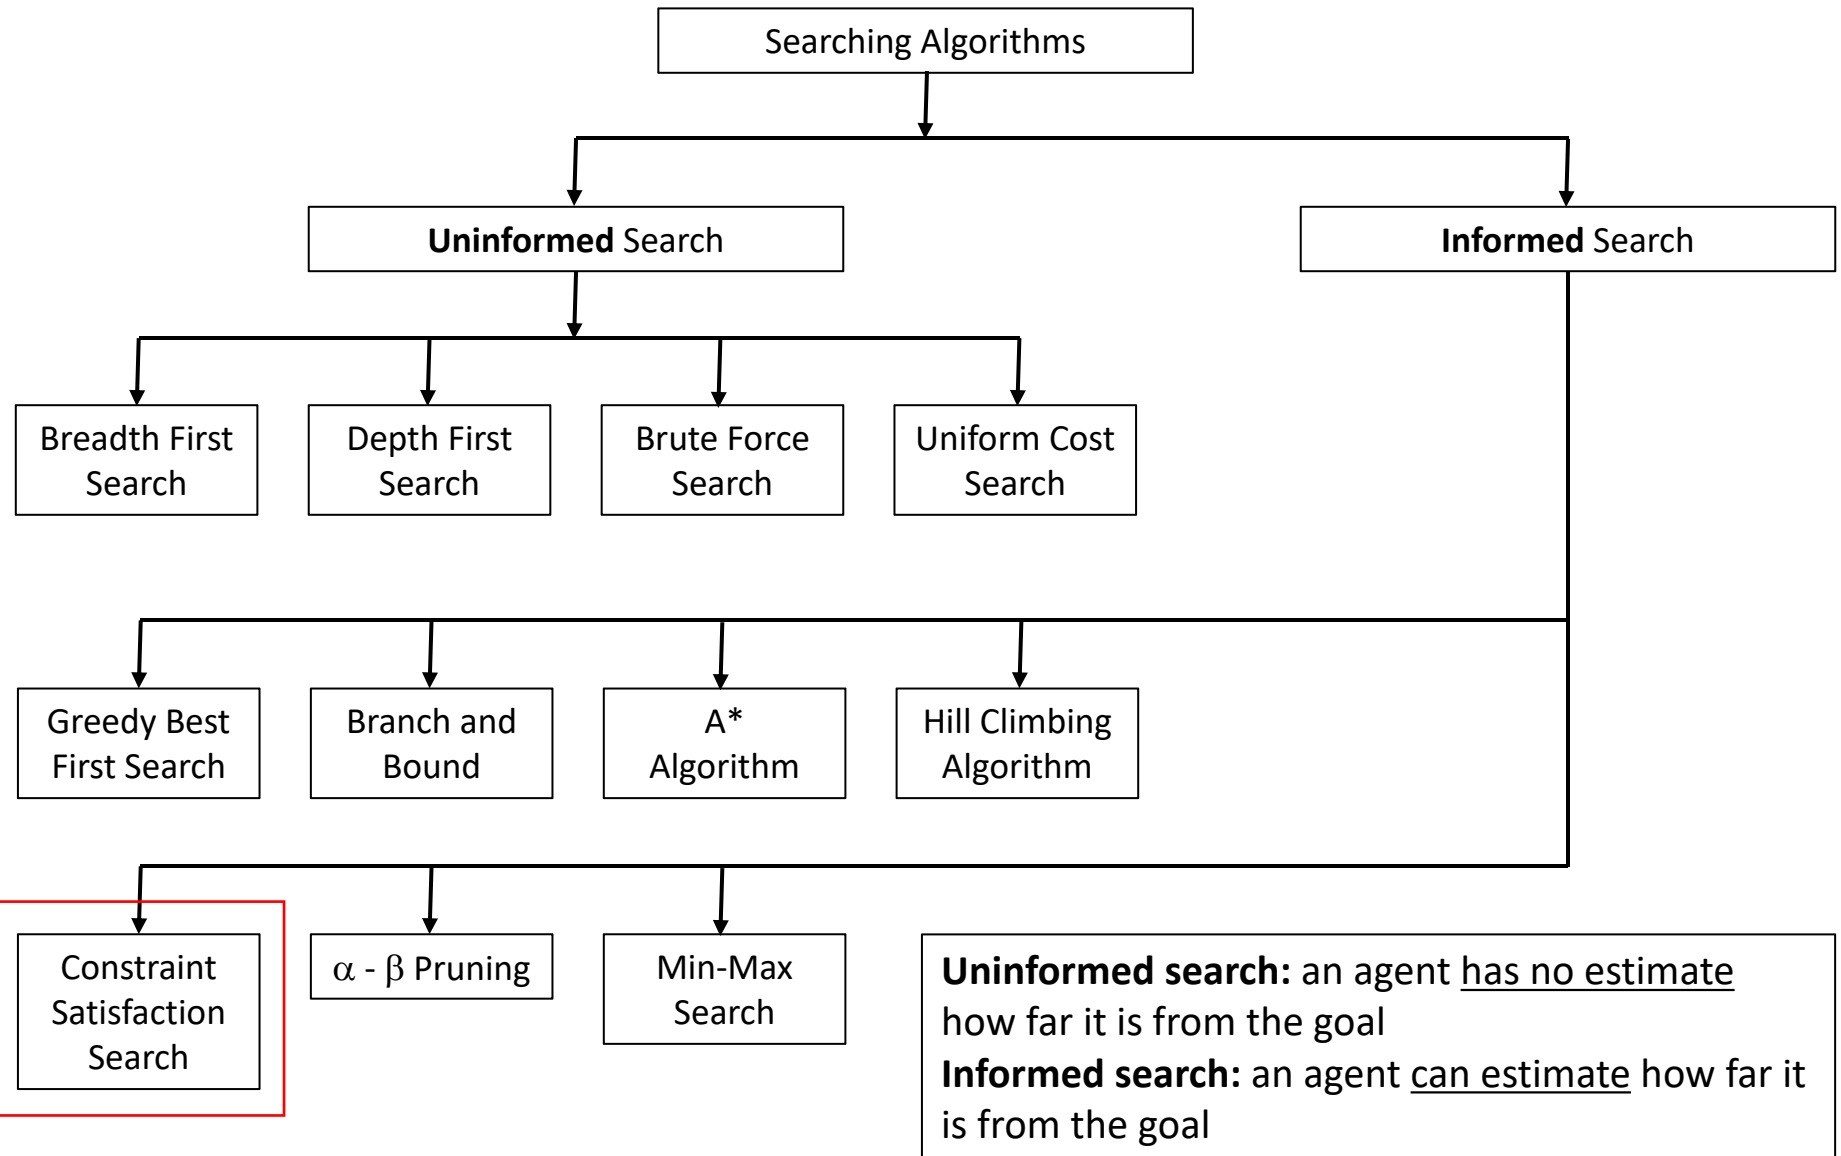 Searching Algorithms
Uninformed Search
Informed Search
Breadth First
Search
Depth First
Search
Brute Force
Search
Uniform Cost
Search
Greedy Best
First Search
Branch and
Bound
A*
Algorithm
Hill Climbing
Algorithm
Constraint
Satisfaction
Search
α - β Pruning
Min-Max
Search
Uninformed search: an agent has no estimate
how far it is from the goal
Informed search: an agent can estimate how far it
is from the goal